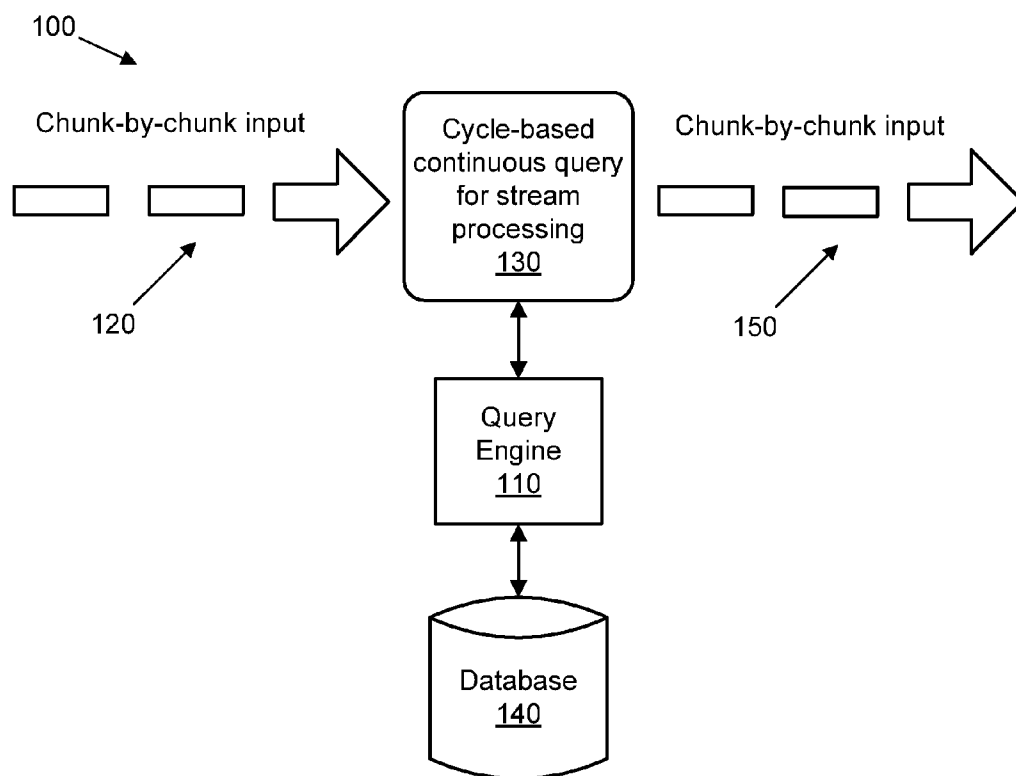 100
Chunk-by-chunk input
Cycle-based
continuous query
for stream
processing
130
Chunk-by-chunk input
120
150
Query
Engine
110
Database
140